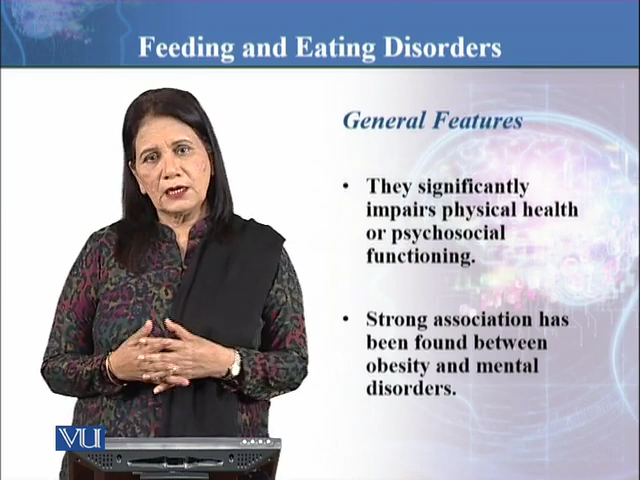 Feeding and Eating Disorders
General Features
• They significantly
impairs physical health
or psychosocial
functioning.
• Strong association has
been found between
obesity and mental
disorders.
VU